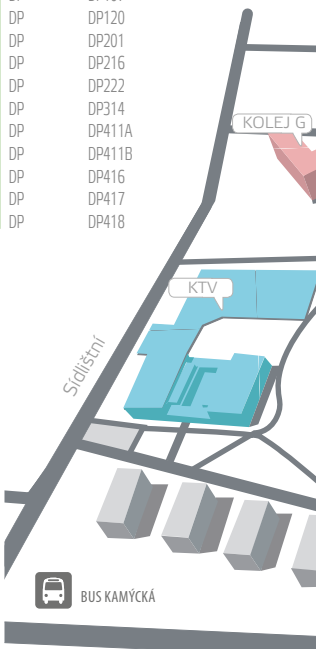 DP DP120
DP DP201
DP DP216
DP DP222
DP DP314
DP DP411A
DP DP411B
DP DP416
DP DP417
DP DP418
KOLEJ G
KTV
Sídlištní
BUS KAMÝCKÁ